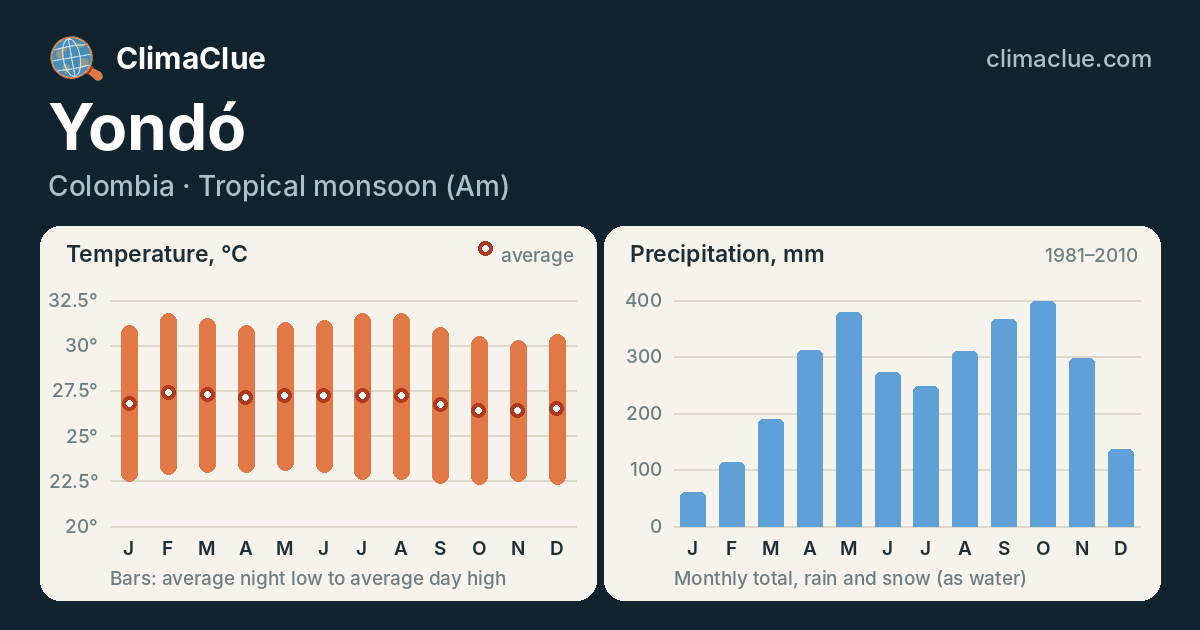 ClimaClue
climaclue.com
Yondó
Colombia · Tropical monsoon (Am)
Temperature, °C
average
32.5°
30°
27.5°
25°
22.5°
20°
J F M A M J J A S O N D
Bars: average night low to average day high
Precipitation, mm
1981–2010
400
300
200
100
0
J F M A M J J A S O N D
Monthly total, rain and snow (as water)